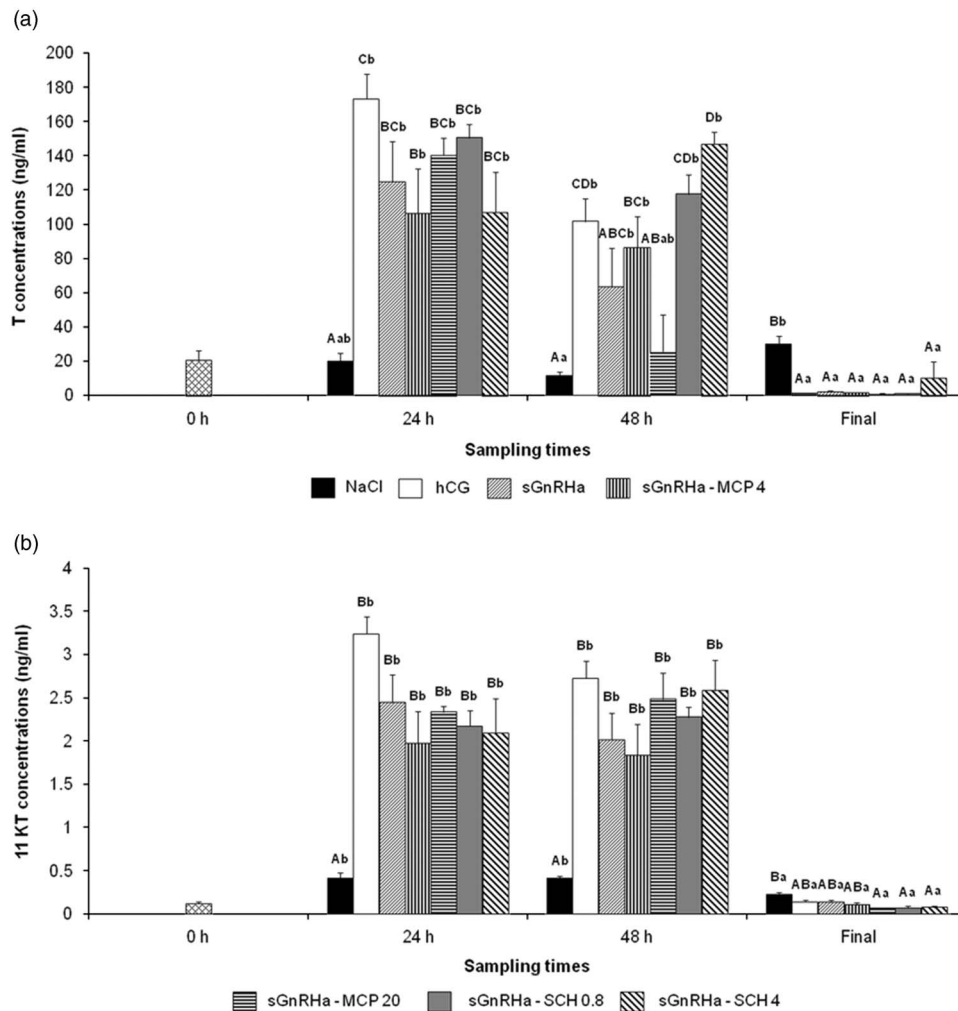 (a)
T concentrations (ng/ml)
200
180
160
140
120
100
80
60
40
20
0
Aab Cb BCb Bb BCb BCb BCb
Aa CDb ABCb BCb ABab CDb Db
Bb Aa Aa Aa Aa Aa Aa
0 h 24 h 48 h Final
Sampling times
NaCl hCG sGnRHa sGnRHa - MCP 4
(b)
11 KT concentrations (ng/ml)
4
3.5
3
2.5
2
1.5
1
0.5
0
Ab Bb Bb Bb Bb Bb Bb
Ab Bb Bb Bb Bb Bb Bb
Ba ABa ABa ABa Aa Aa Aa
0 h 24 h 48 h Final
Sampling times
sGnRHa - MCP 20 sGnRHa - SCH 0.8 sGnRHa - SCH 4